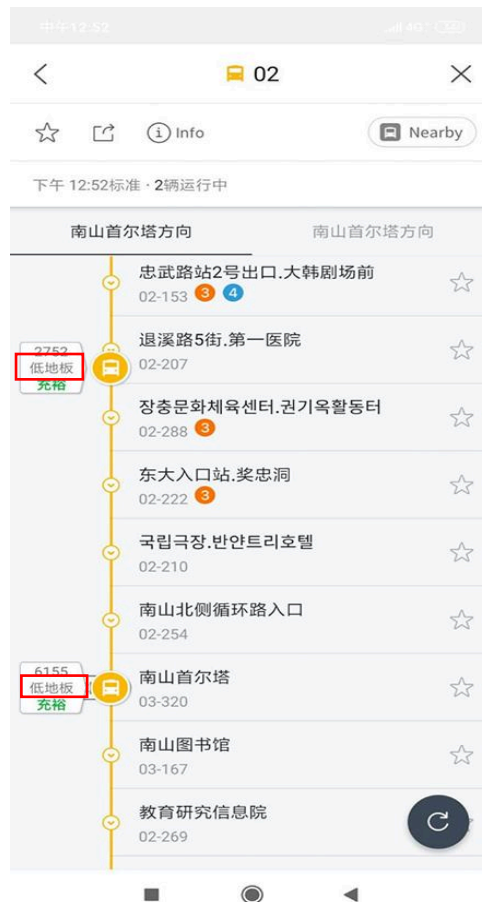 中午12:52
4G
02
Info
Nearby
下午 12:52标准 · 2辆运行中
南山首尔塔方向
南山首尔塔方向
忠武路站2号出口.大韩剧场前
02-153 3 4
退溪路5街.第一医院
2752
低地板
充裕
02-207
장충문화체육센터.권기옥활동터
02-288 3
东大入口站.奖忠洞
02-222 3
국립극장.반얀트리호텔
02-210
南山北侧循环路入口
02-254
6155
低地板
充裕
南山首尔塔
03-320
南山图书馆
03-167
教育研究信息院
02-269